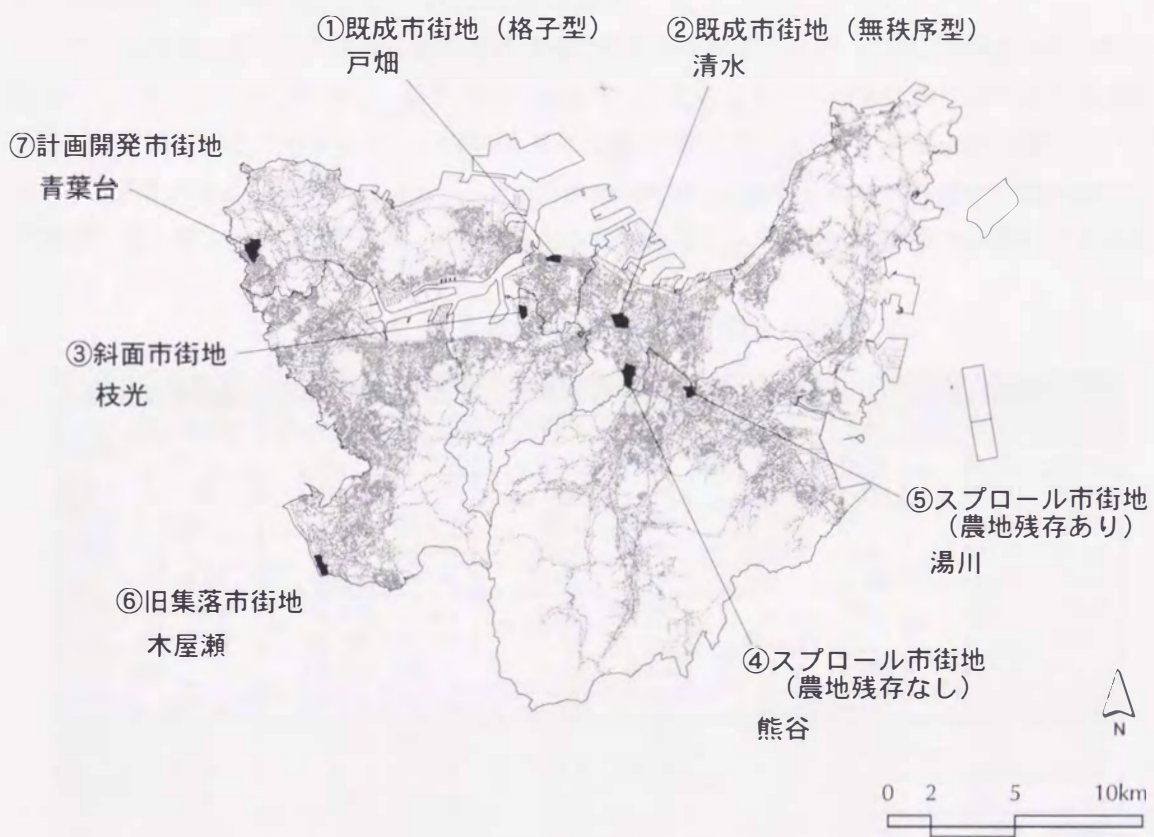 ①既成市街地（格子型）
戸畑
②既成市街地（無秩序型）
清水
⑦計画開発市街地
青葉台
③斜面市街地
枝光
⑤スプロール市街地
（農地残存あり）
湯川
⑥旧集落市街地
木屋瀬
④スプロール市街地
（農地残存なし）
熊谷
N
0 2 5 10km